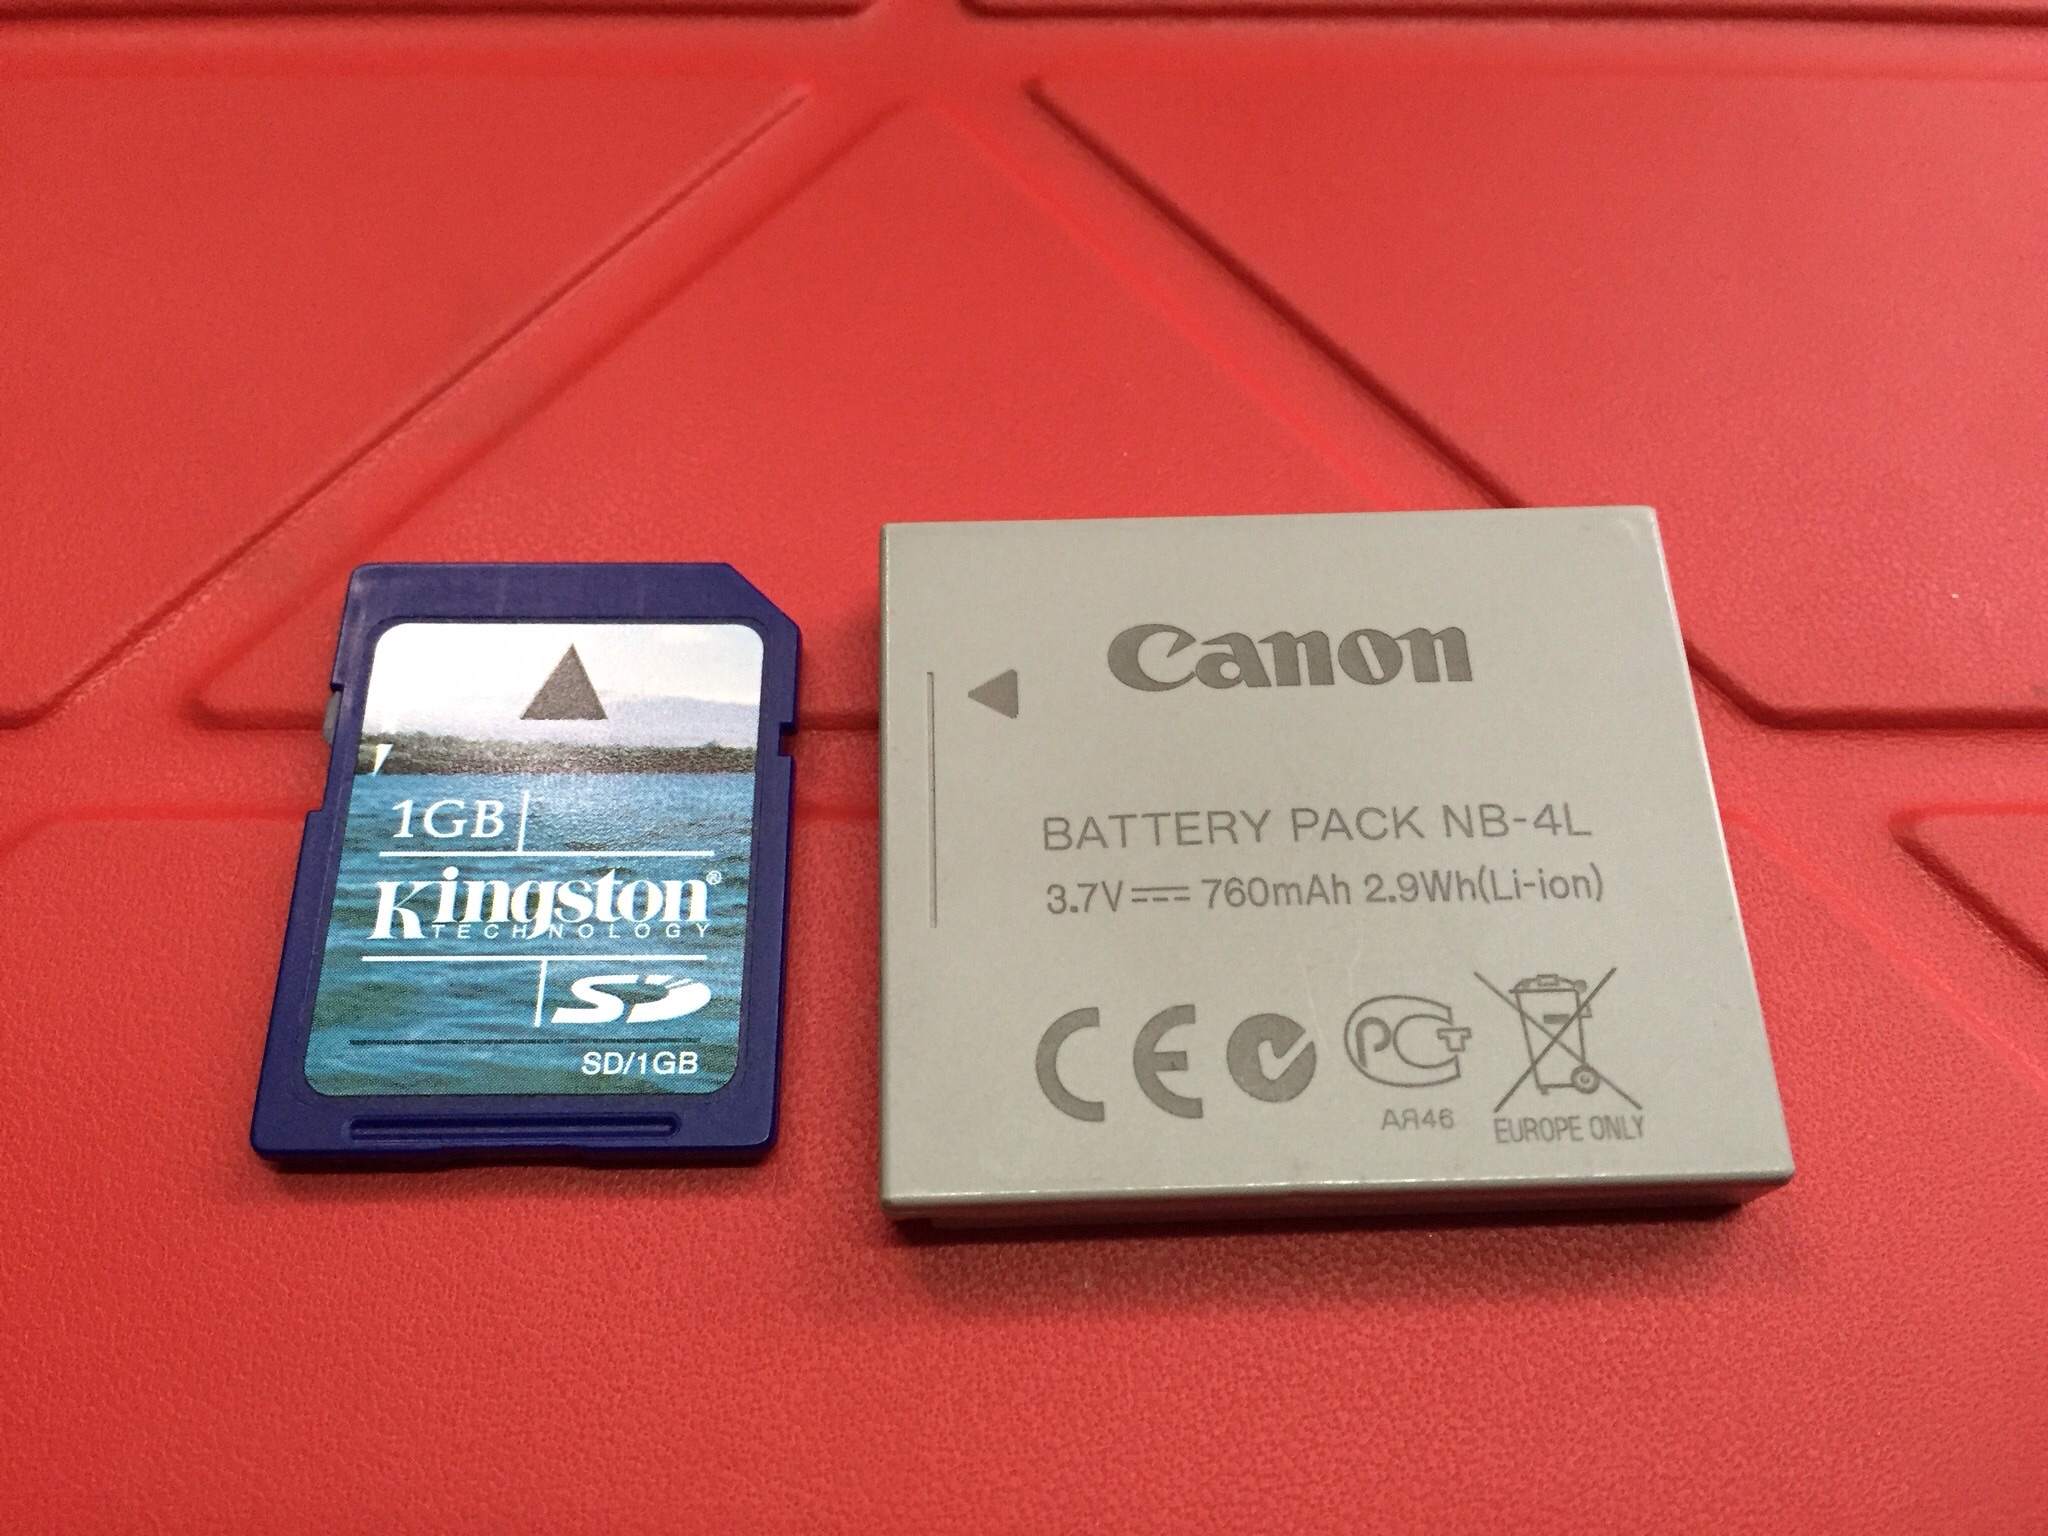 1GB
Kingston®
TECHNOLOGY
SD
SD/1GB
Canon
BATTERY PACK NB-4L
3.7V⎓760mAh 2.9Wh(Li-ion)
CE
PCT
AЯ46
EUROPE ONLY